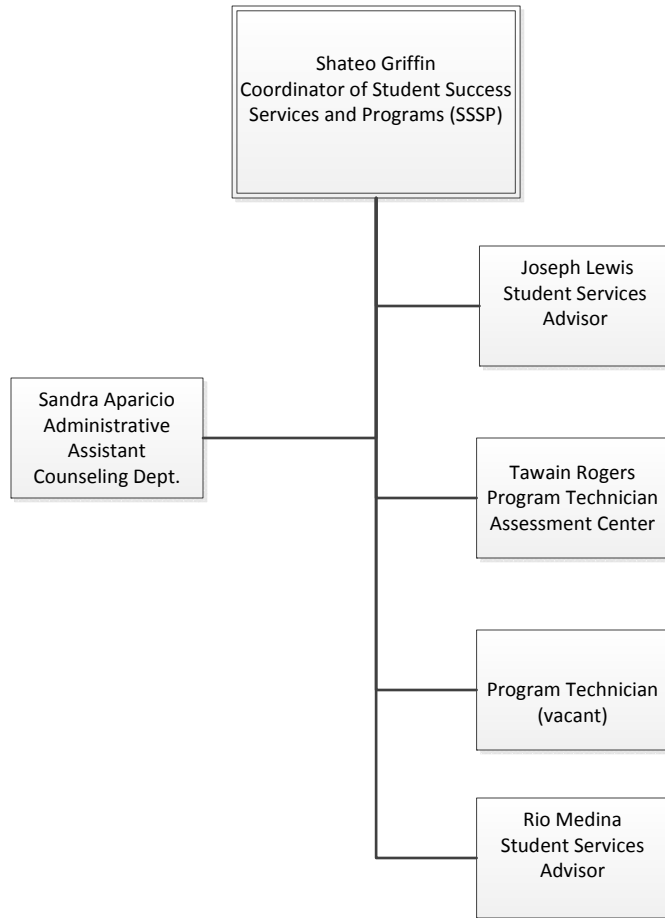 Shateo Griffin
Coordinator of Student Success
Services and Programs (SSSP)
Joseph Lewis
Student Services
Advisor
Sandra Aparicio
Administrative
Assistant
Counseling Dept.
Tawain Rogers
Program Technician
Assessment Center
Program Technician
(vacant)
Rio Medina
Student Services
Advisor